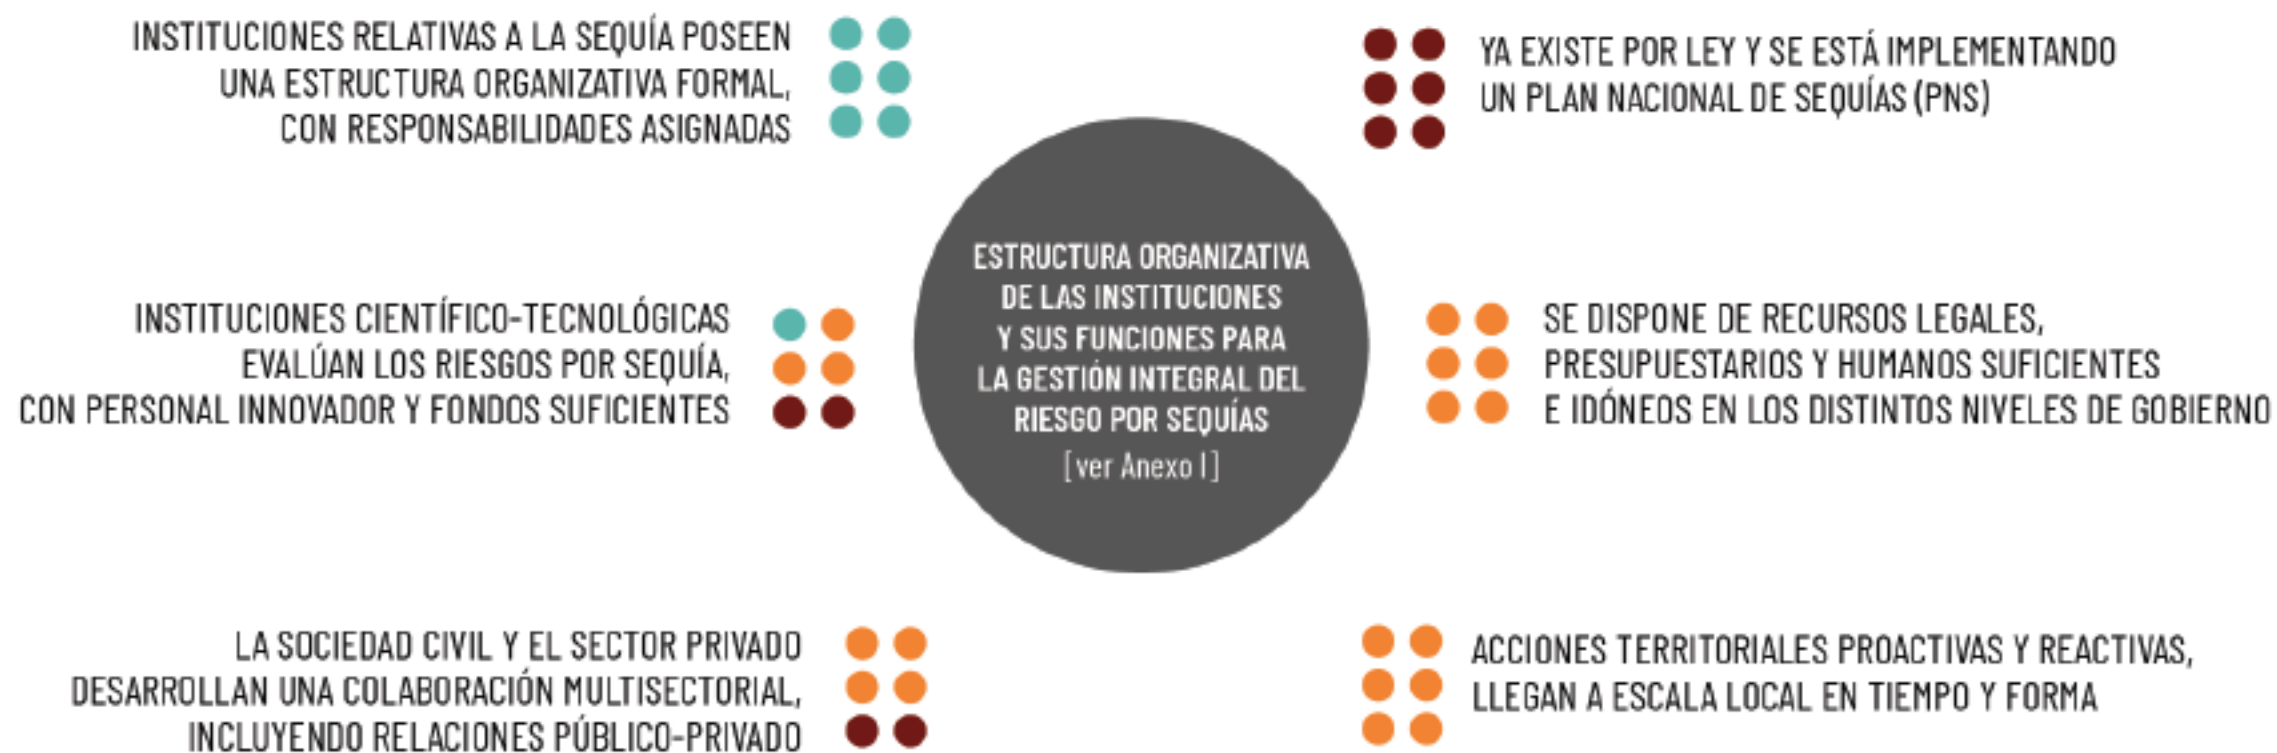 INSTITUCIONES RELATIVAS A LA SEQUÍA POSEEN
UNA ESTRUCTURA ORGANIZATIVA FORMAL,
CON RESPONSABILIDADES ASIGNADAS
YA EXISTE POR LEY Y SE ESTÁ IMPLEMENTANDO
UN PLAN NACIONAL DE SEQUÍAS (PNS)
ESTRUCTURA ORGANIZATIVA
DE LAS INSTITUCIONES
Y SUS FUNCIONES PARA
LA GESTIÓN INTEGRAL DEL
RIESGO POR SEQUÍAS
[ver Anexo I]
INSTITUCIONES CIENTÍFICO-TECNOLÓGICAS
EVALÚAN LOS RIESGOS POR SEQUÍA,
CON PERSONAL INNOVADOR Y FONDOS SUFICIENTES
SE DISPONE DE RECURSOS LEGALES,
PRESUPUESTARIOS Y HUMANOS SUFICIENTES
E IDÓNEOS EN LOS DISTINTOS NIVELES DE GOBIERNO
LA SOCIEDAD CIVIL Y EL SECTOR PRIVADO
DESARROLLAN UNA COLABORACIÓN MULTISECTORIAL,
INCLUYENDO RELACIONES PÚBLICO-PRIVADO
ACCIONES TERRITORIALES PROACTIVAS Y REACTIVAS,
LLEGAN A ESCALA LOCAL EN TIEMPO Y FORMA